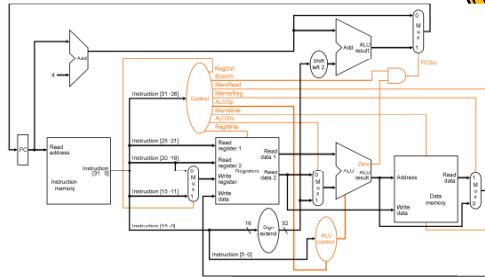 0
M
u
x
1
Add
ALU
result
Add
4
Shift
left 2
RegDst
Branch
MemRead
MemtoReg
ALUOp
MemWrite
ALUSrc
RegWrite
PCSrc
Instruction [31-26]
Control
PC
Read
address
Instruction
memory
Instruction
[31 0]
Instruction [25-21]
Instruction [20-16]
Instruction [15-11]
0
M
u
x
1
Read
register 1
Read
register 2
Write
register
Write
data
Registers
Read
data 1
Read
data 2
0
M
u
x
1
Zero
ALU
ALU
result
Address
Write
data
Data
memory
Read
data
1
M
u
x
0
Instruction [15-0]
16
Sign
extend
32
ALU
control
Instruction [5-0]